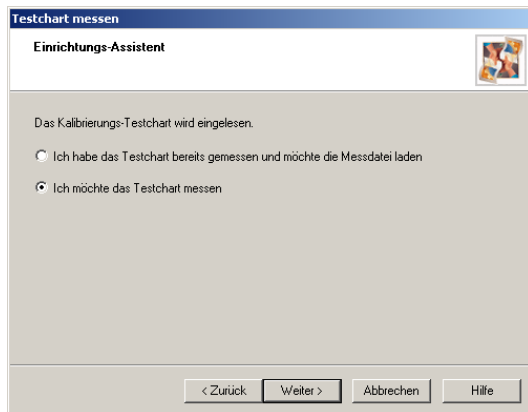 Testchart messen
Einrichtungs-Assistent
Das Kalibrierungs-Testchart wird eingelesen.
Ich habe das Testchart bereits gemessen und möchte die Messdatei laden
Ich möchte das Testchart messen
< Zurück
Weiter >
Abbrechen
Hilfe